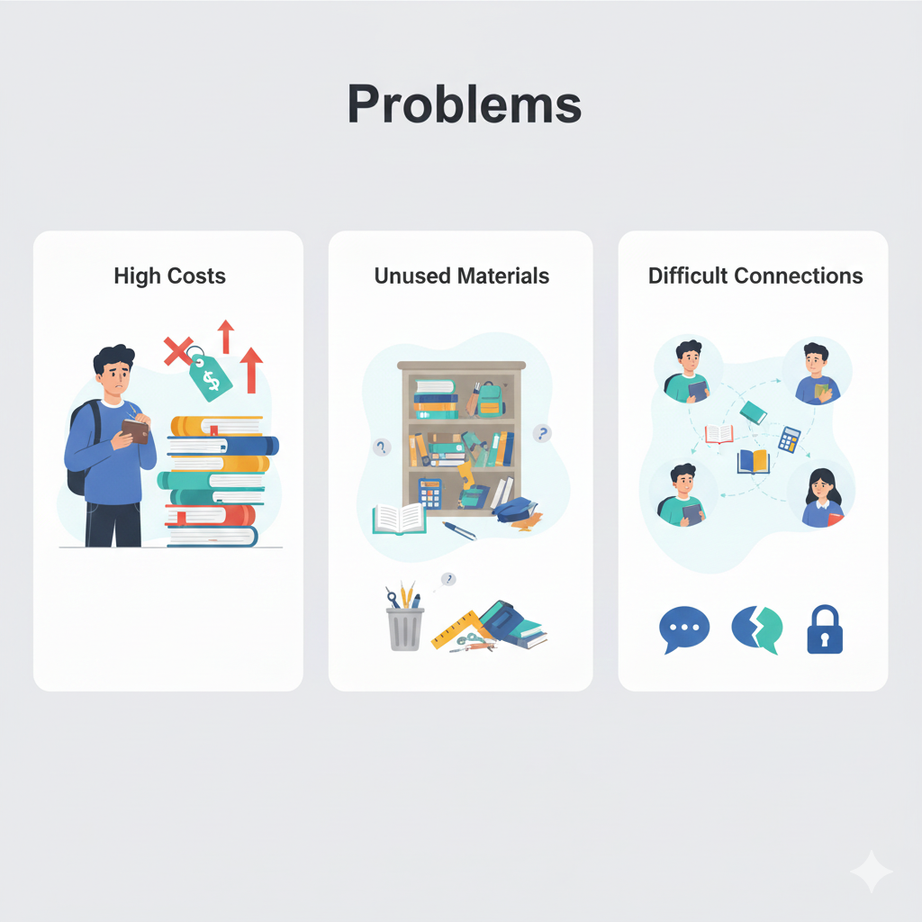 Problems
High Costs
$
Unused Materials
?
?
?
Difficult Connections